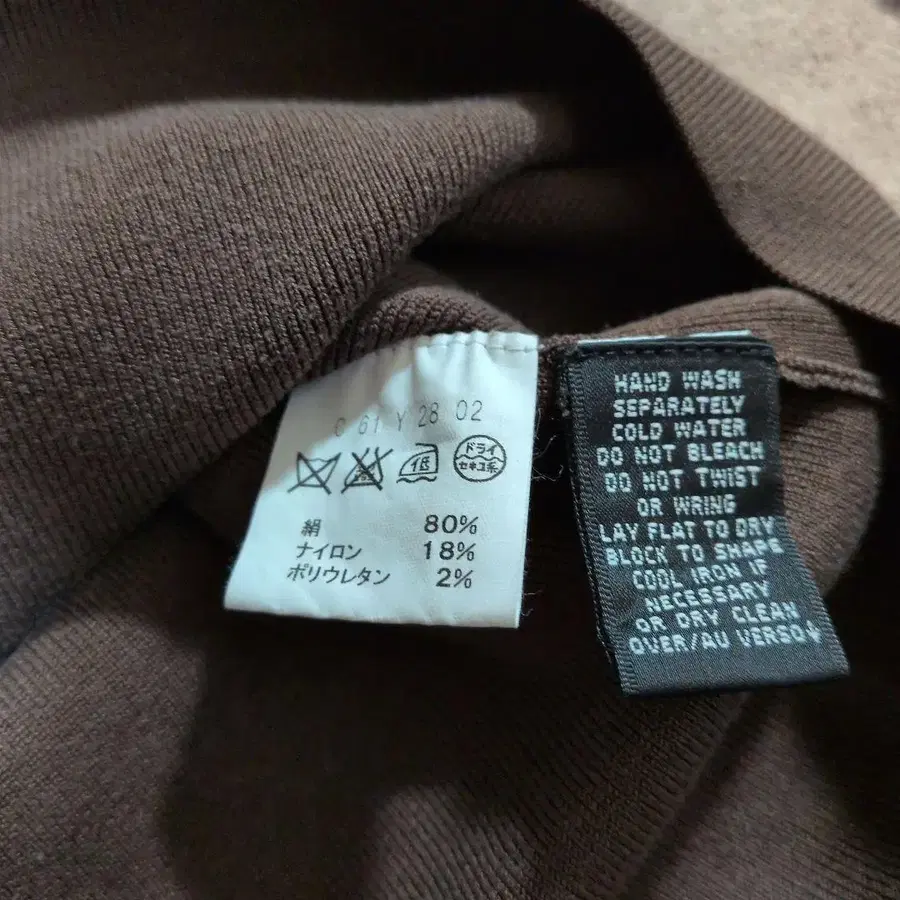 C 61 Y 28 02
低
ドライ
セキユ系
絹 80%
ナイロン 18%
ポリウレタン 2%
HAND WASH
SEPARATELY
COLD WATER
DO NOT BLEACH
DO NOT TWIST
OR WRING
LAY FLAT TO DRY
BLOCK TO SHAPE
COOL IRON IF
NECESSARY
OR DRY CLEAN
OVER/AU VERSO